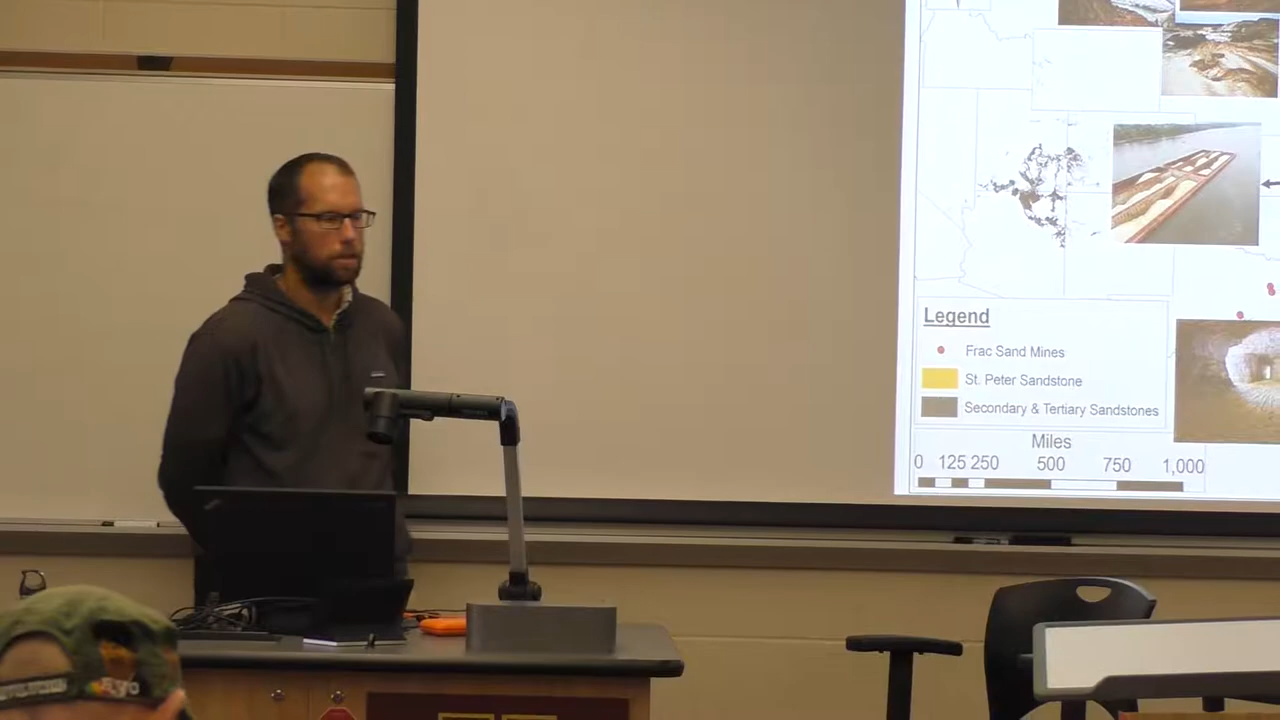 Legend
Frac Sand Mines
St. Peter Sandstone
Secondary & Tertiary Sandstones
Miles
0 125 250 500 750 1,000